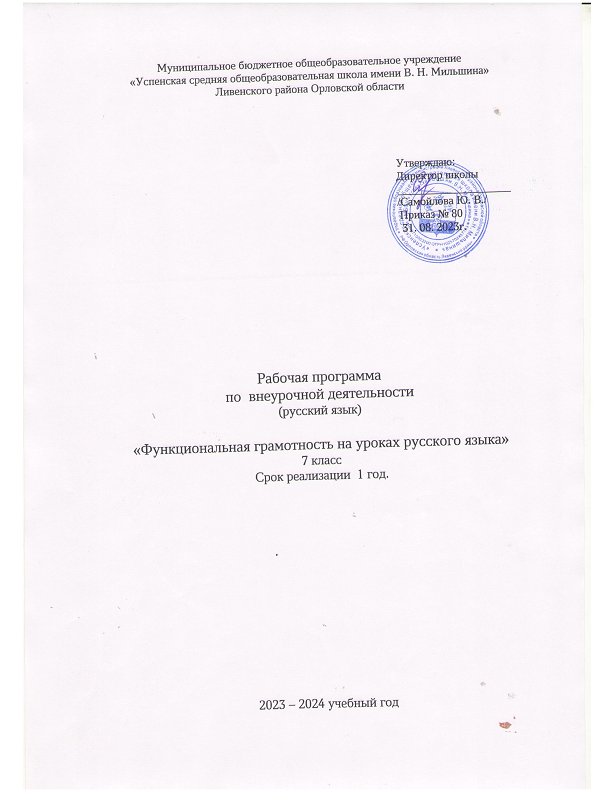 Муниципальное бюджетное общеобразовательное учреждение
«Успенская средняя общеобразовательная школа имени В. Н. Мильшина»
Ливенского района Орловской области
Утверждаю:
Директор школы
/Самойлова Ю. В./
Приказ № 80
31. 08. 2023г.
Рабочая программа
по внеурочной деятельности
(русский язык)
«Функциональная грамотность на уроках русского языка»
7 класс
Срок реализации 1 год.
2023 – 2024 учебный год